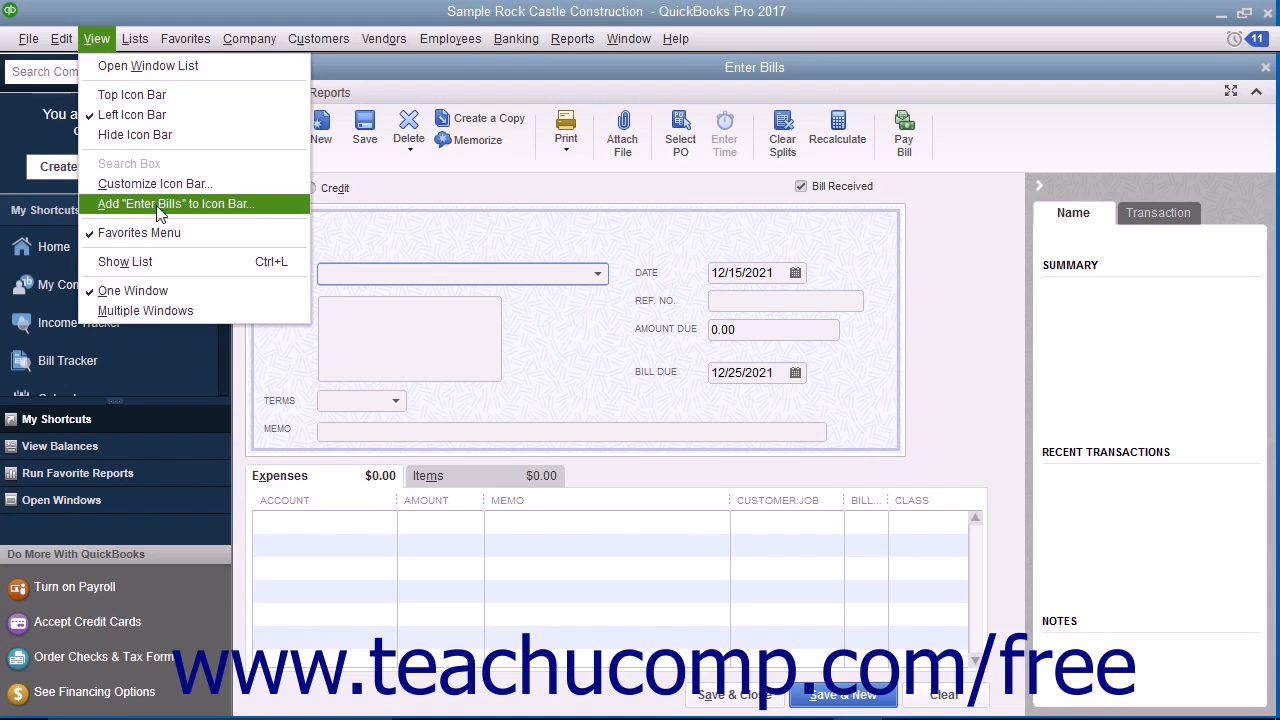 Sample Rock Castle Construction - QuickBooks Pro 2017
File Edit View Lists Favorites Company Customers Vendors Employees Banking Reports Window Help 11
Search Com
Open Window List
Top Icon Bar
Left Icon Bar
Hide Icon Bar
Search Box
Customize Icon Bar...
Add "Enter Bills" to Icon Bar...
Favorites Menu
Show List Ctrl+L
One Window
Multiple Windows
You a
Create
My Shortcuts
Home
My Com
Income Tracker
Bill Tracker
My Shortcuts
View Balances
Run Favorite Reports
Open Windows
Do More With QuickBooks
Turn on Payroll
Accept Credit Cards
Order Checks & Tax Form
See Financing Options
Enter Bills
Reports
New Save Delete Create a Copy Memorize Print Attach File Select PO Enter Time Clear Splits Recalculate Pay Bill
Credit Bill Received
DATE 12/15/2021
REF. NO.
AMOUNT DUE 0.00
BILL DUE 12/25/2021
TERMS
MEMO
Expenses $0.00 Items $0.00
ACCOUNT AMOUNT MEMO CUSTOMER:JOB BILL... CLASS
Save & Close Save & New Clear
Name Transaction
SUMMARY
RECENT TRANSACTIONS
NOTES
www.teachucomp.com/free